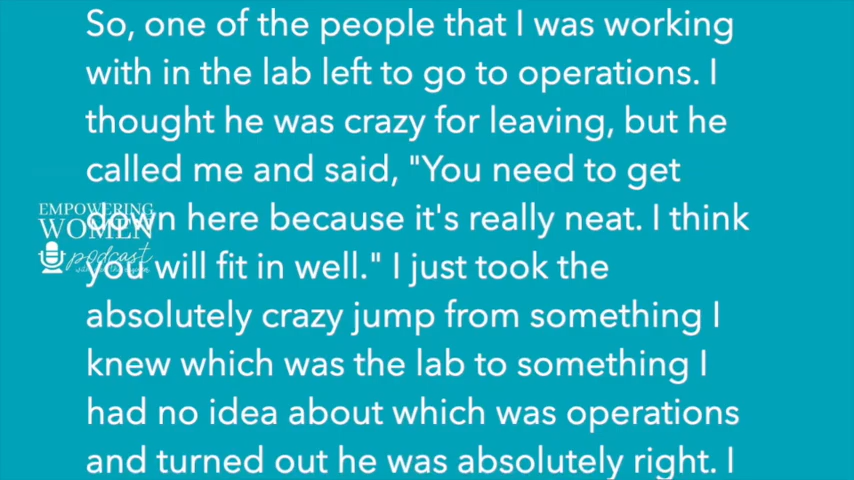 So, one of the people that I was working
with in the lab left to go to operations. I
thought he was crazy for leaving, but he
called me and said, "You need to get
down here because it's really neat. I think
you will fit in well." I just took the
absolutely crazy jump from something I
knew which was the lab to something I
had no idea about which was operations
and turned out he was absolutely right. I
EMPOWERING
WOMEN
podcast